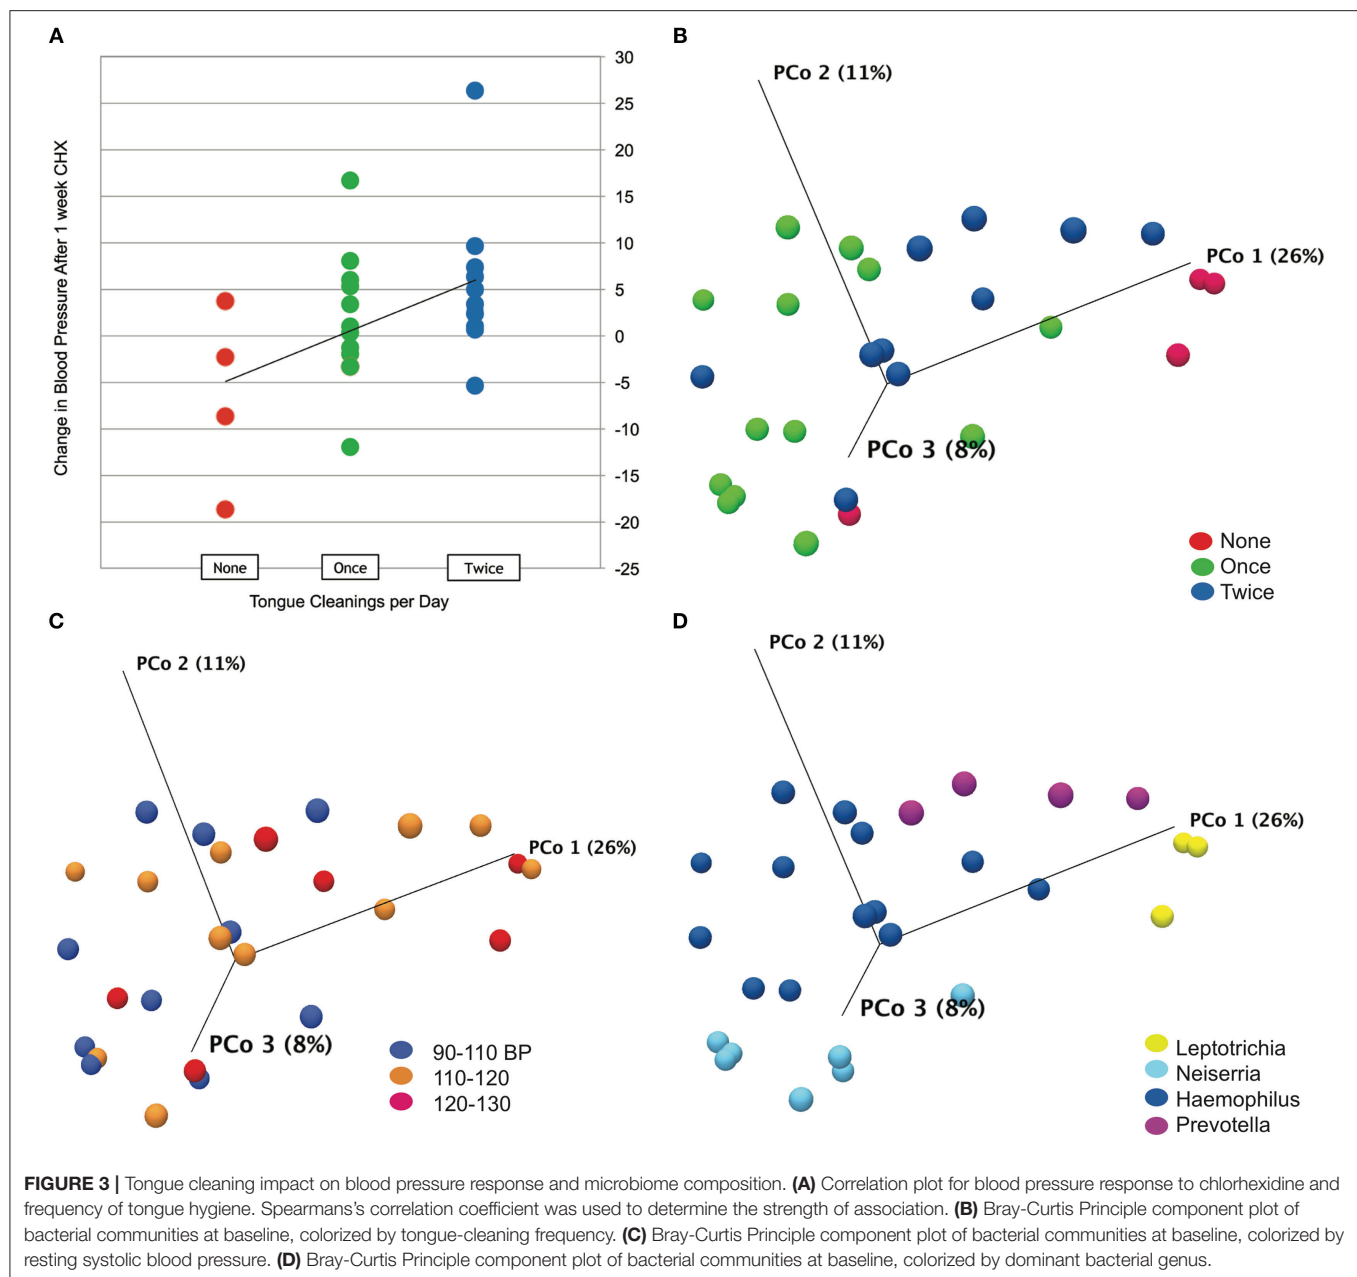 A
Change in Blood Pressure After 1 week CHX
30
25
20
15
10
5
0
-5
-10
-15
-20
-25
None
Once
Twice
Tongue Cleanings per Day
B
PCo 2 (11%)
PCo 1 (26%)
PCo 3 (8%)
None
Once
Twice
C
PCo 2 (11%)
PCo 1 (26%)
PCo 3 (8%)
90-110 BP
110-120
120-130
D
PCo 2 (11%)
PCo 1 (26%)
PCo 3 (8%)
Leptotrichia
Neiserria
Haemophilus
Prevotella
FIGURE 3 | Tongue cleaning impact on blood pressure response and microbiome composition. (A) Correlation plot for blood pressure response to chlorhexidine and
frequency of tongue hygiene. Spearmans's correlation coefficient was used to determine the strength of association. (B) Bray-Curtis Principle component plot of
bacterial communities at baseline, colorized by tongue-cleaning frequency. (C) Bray-Curtis Principle component plot of bacterial communities at baseline, colorized by
resting systolic blood pressure. (D) Bray-Curtis Principle component plot of bacterial communities at baseline, colorized by dominant bacterial genus.